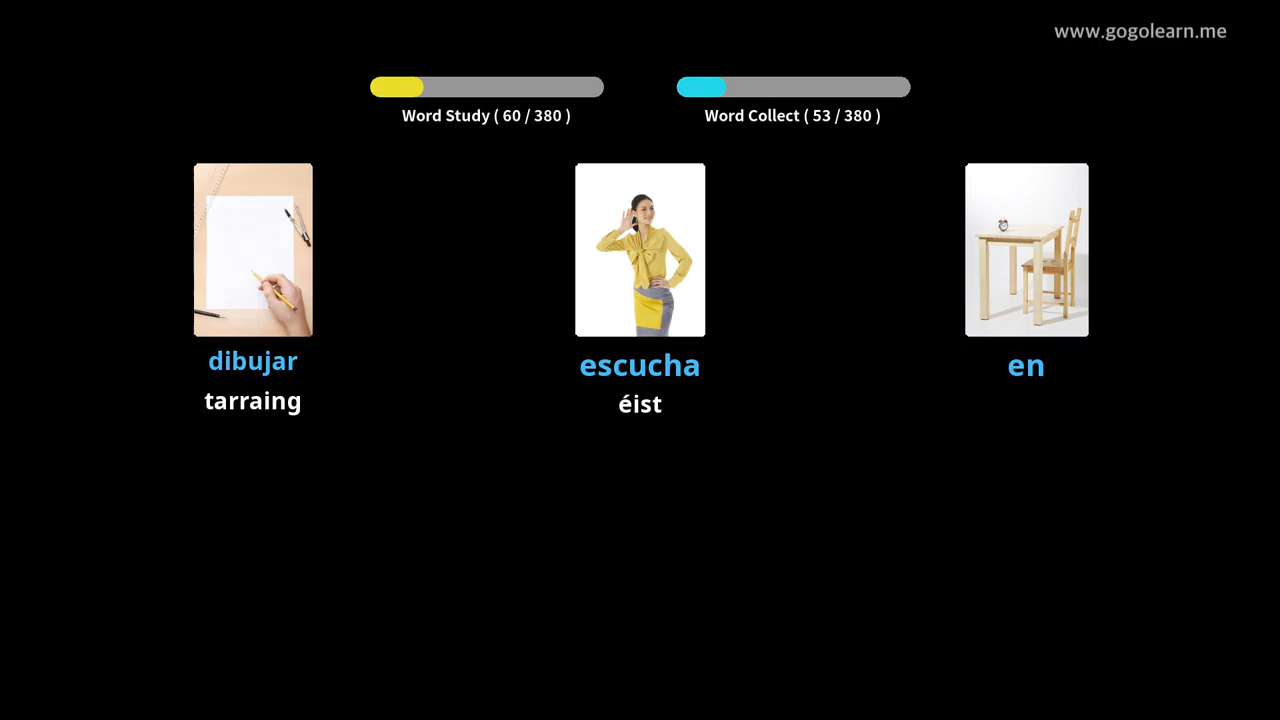 www.gogolearn.me
Word Study ( 60 / 380 )
Word Collect ( 53 / 380 )
dibujar
tarraing
escucha
éist
en